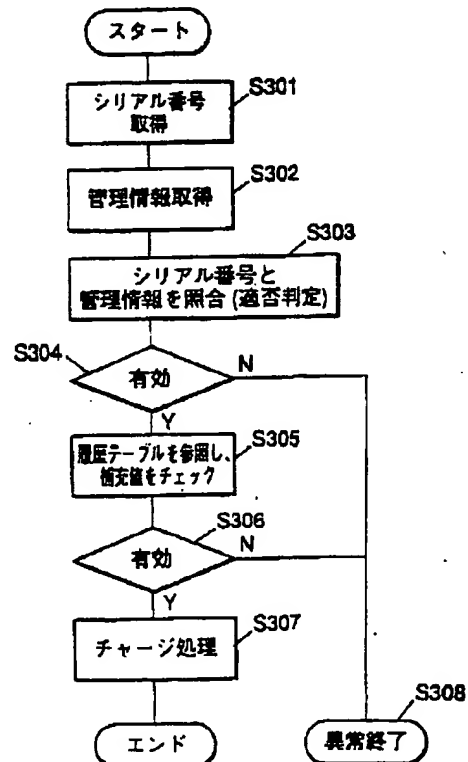 スタート
シリアル番号
取得
S301
管理情報取得
S302
S303
シリアル番号と
管理情報を照合 (適否判定)
S304
有効
N
Y
S305
履歴テーブルを参照し、
補充値をチェック
S306
有効
N
Y
S307
チャージ処理
S308
エンド
異常終了